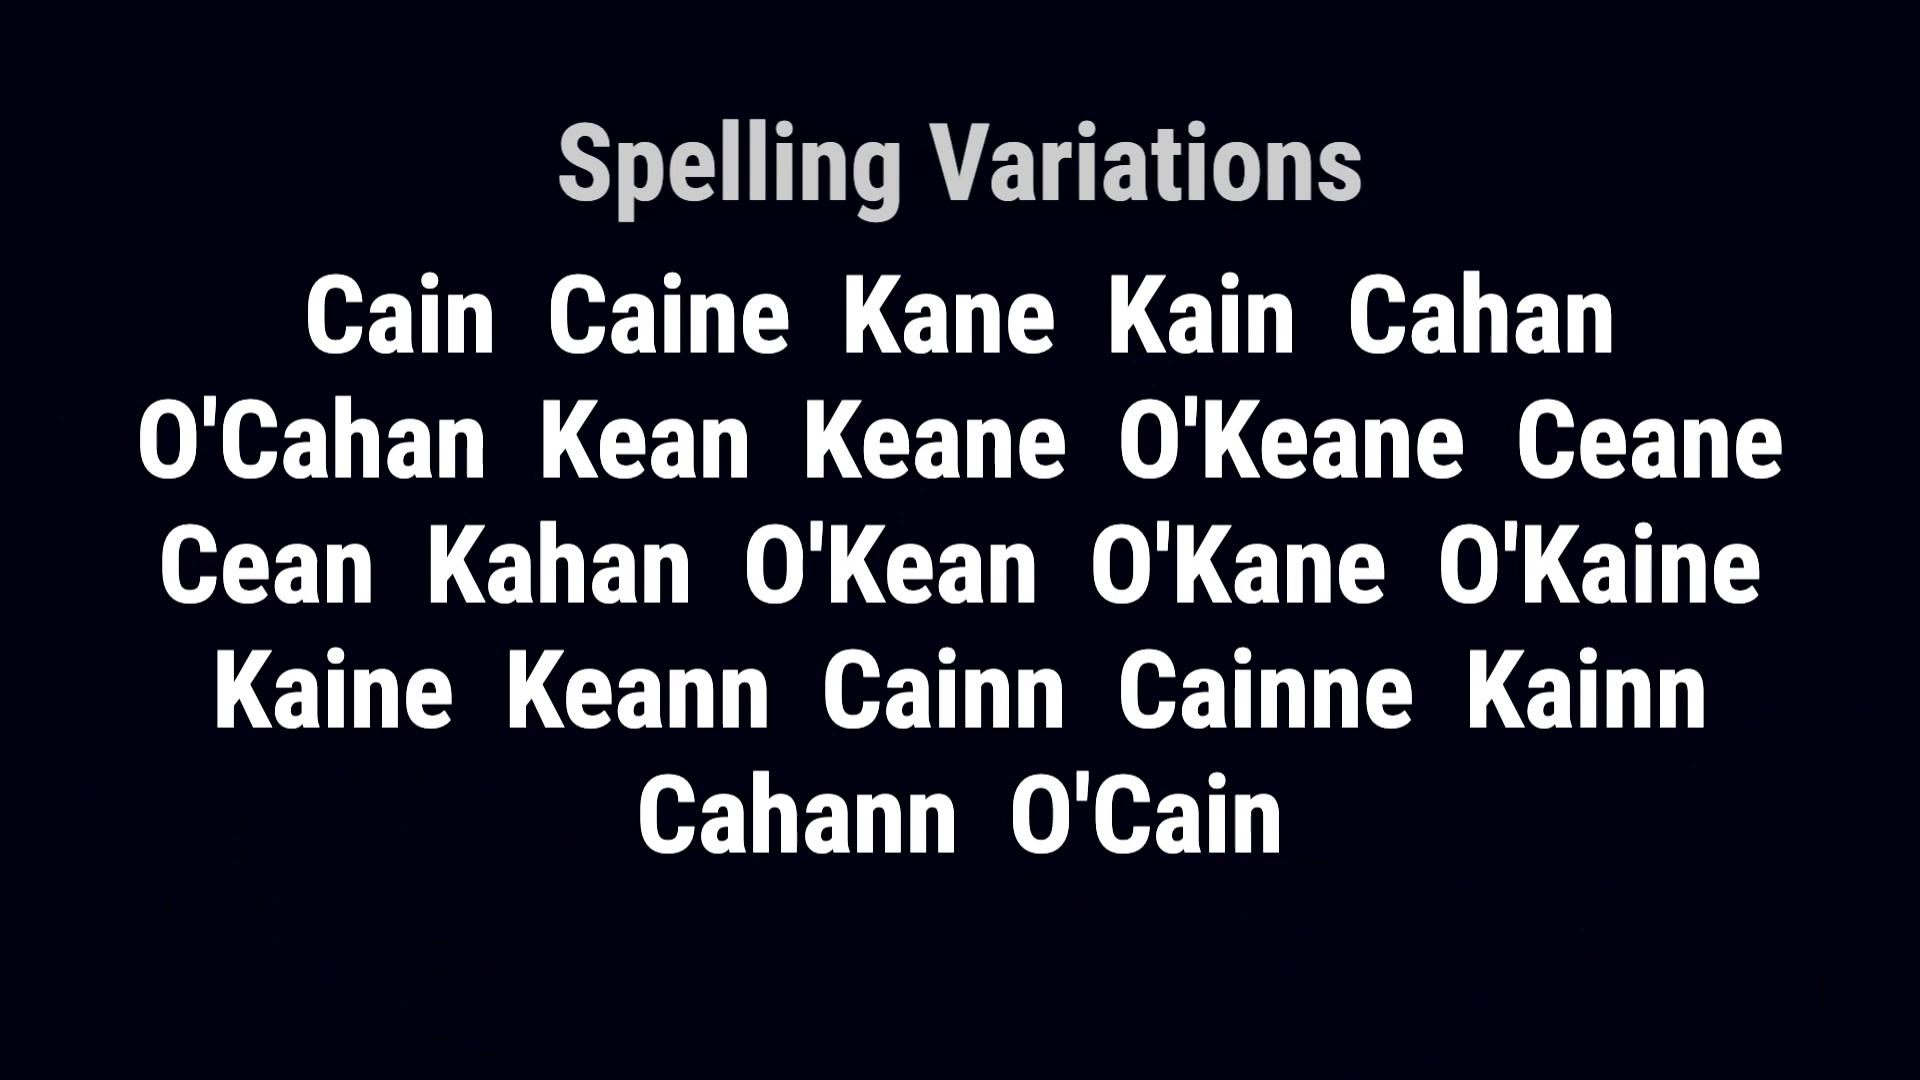 Spelling Variations
Cain Caine Kane Kain Cahan
O'Cahan Kean Keane O'Keane Ceane
Cean Kahan O'Kean O'Kane O'Kaine
Kaine Keann Cainn Cainne Kainn
Cahann O'Cain